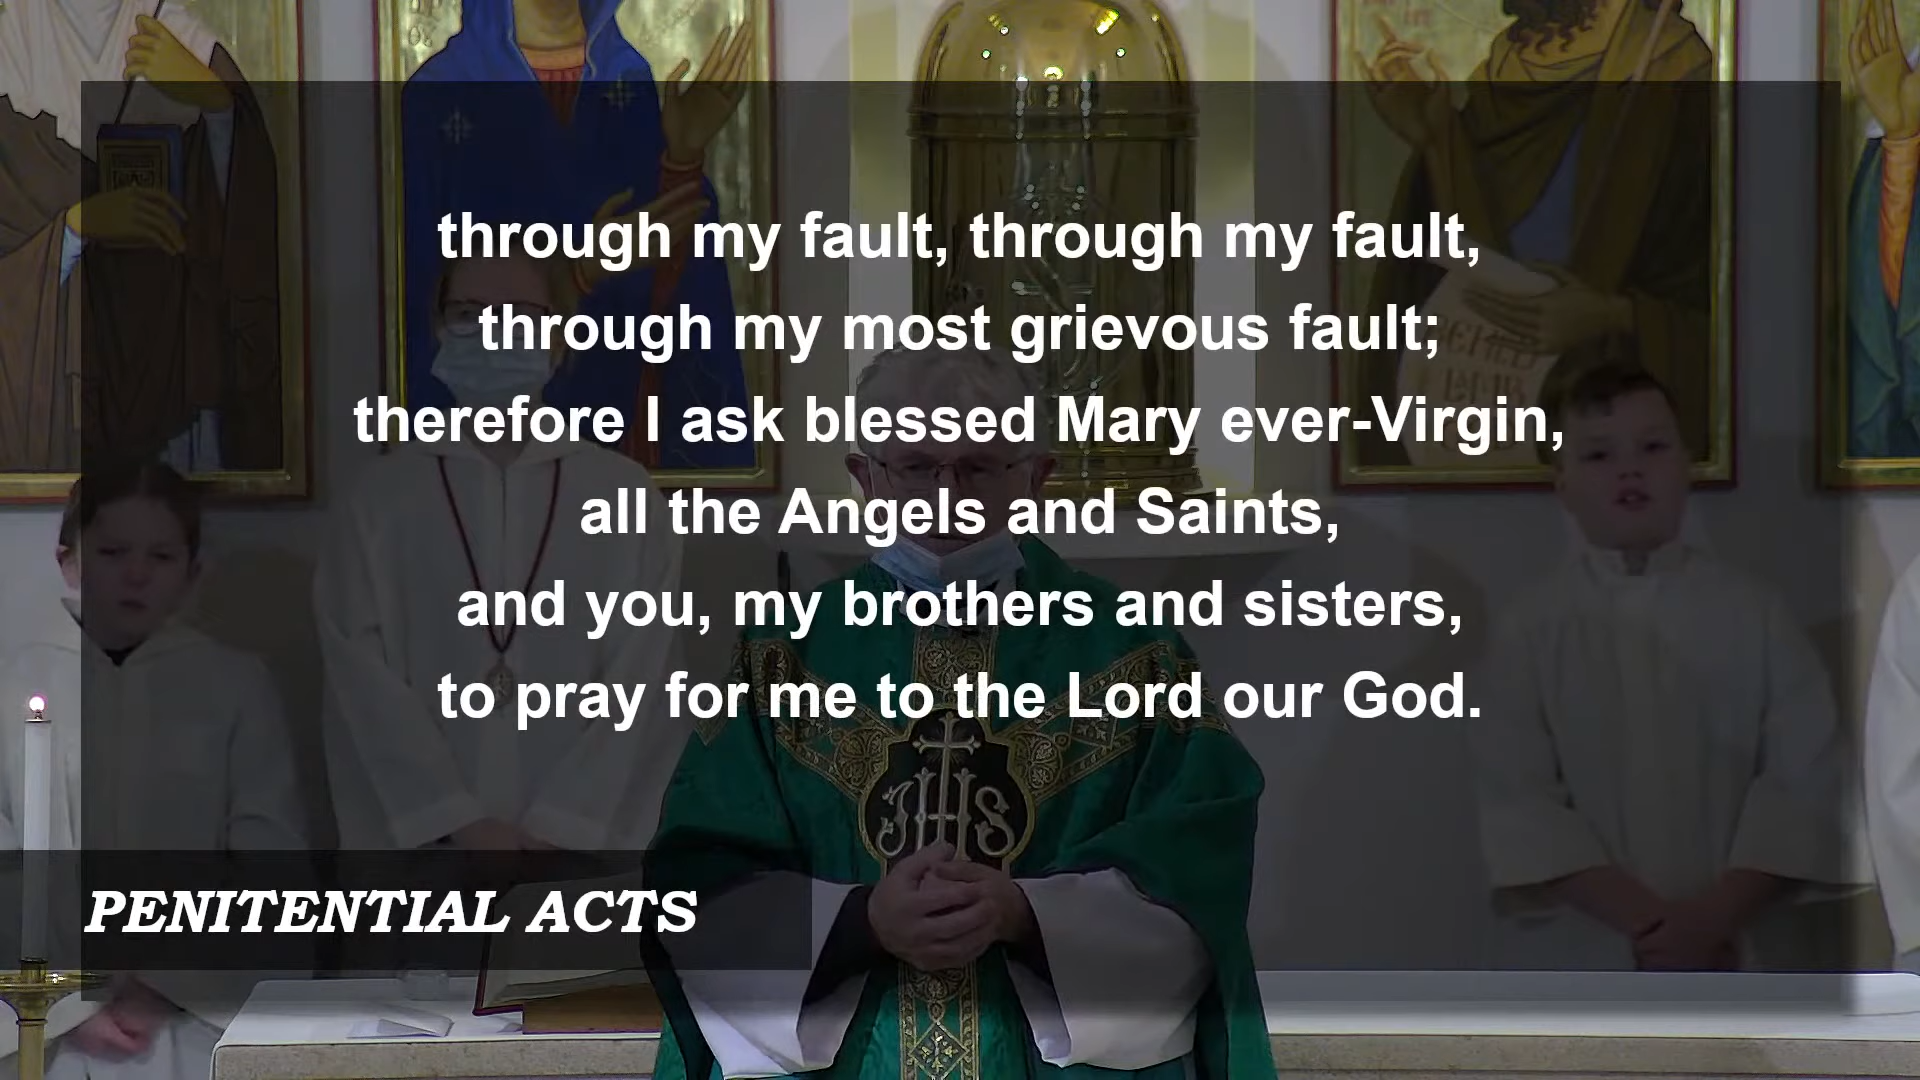 through my fault, through my fault,
through my most grievous fault;
therefore I ask blessed Mary ever-Virgin,
all the Angels and Saints,
and you, my brothers and sisters,
to pray for me to the Lord our God.
JHS
PENITENTIAL ACTS